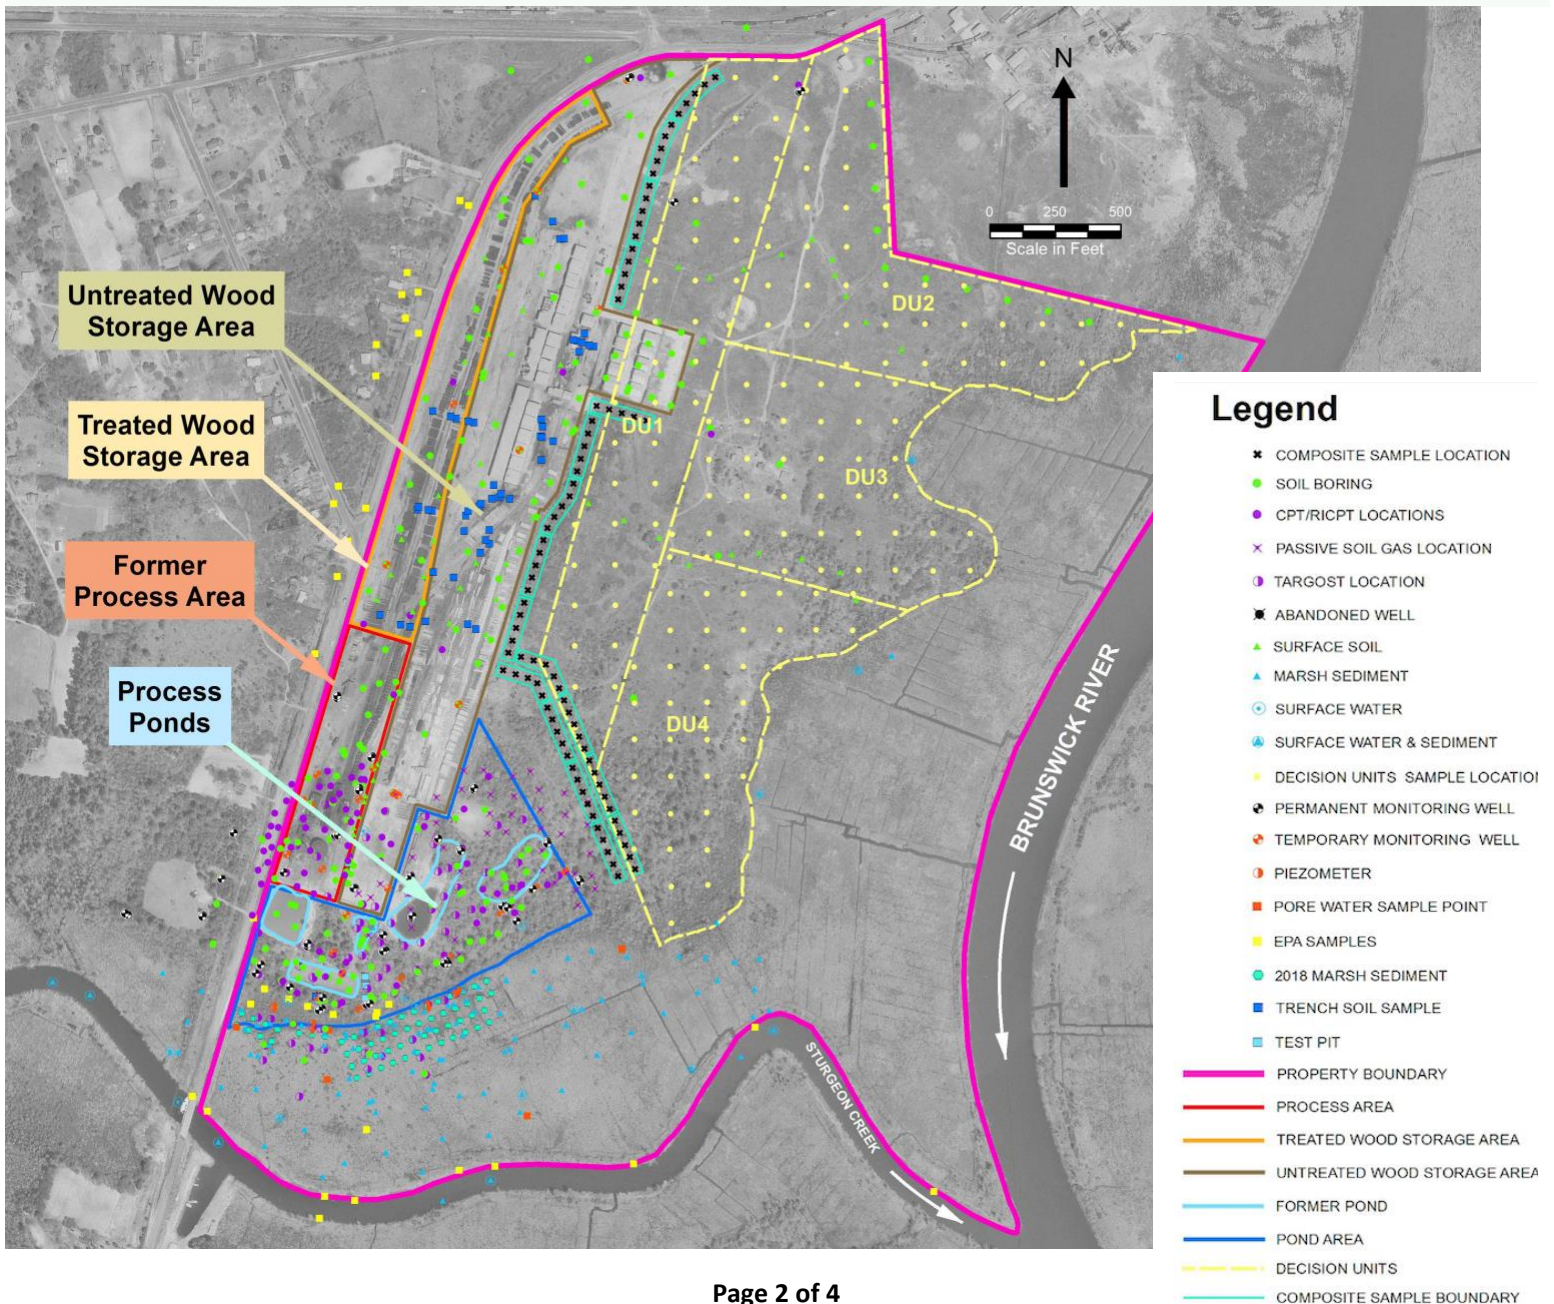 N
0 250 500
Scale in Feet
Untreated Wood
Storage Area
DU2
Treated Wood
Storage Area
DU1
DU3
Former
Process Area
Process
Ponds
DU4
BRUNSWICK RIVER
STURGEON CREEK
Legend
COMPOSITE SAMPLE LOCATION
SOIL BORING
CPT/RICPT LOCATIONS
PASSIVE SOIL GAS LOCATION
TARGOST LOCATION
ABANDONED WELL
SURFACE SOIL
MARSH SEDIMENT
SURFACE WATER
SURFACE WATER & SEDIMENT
DECISION UNITS SAMPLE LOCATION
PERMANENT MONITORING WELL
TEMPORARY MONITORING WELL
PIEZOMETER
PORE WATER SAMPLE POINT
EPA SAMPLES
2018 MARSH SEDIMENT
TRENCH SOIL SAMPLE
TEST PIT
PROPERTY BOUNDARY
PROCESS AREA
TREATED WOOD STORAGE AREA
UNTREATED WOOD STORAGE AREA
FORMER POND
POND AREA
DECISION UNITS
COMPOSITE SAMPLE BOUNDARY
Page 2 of 4